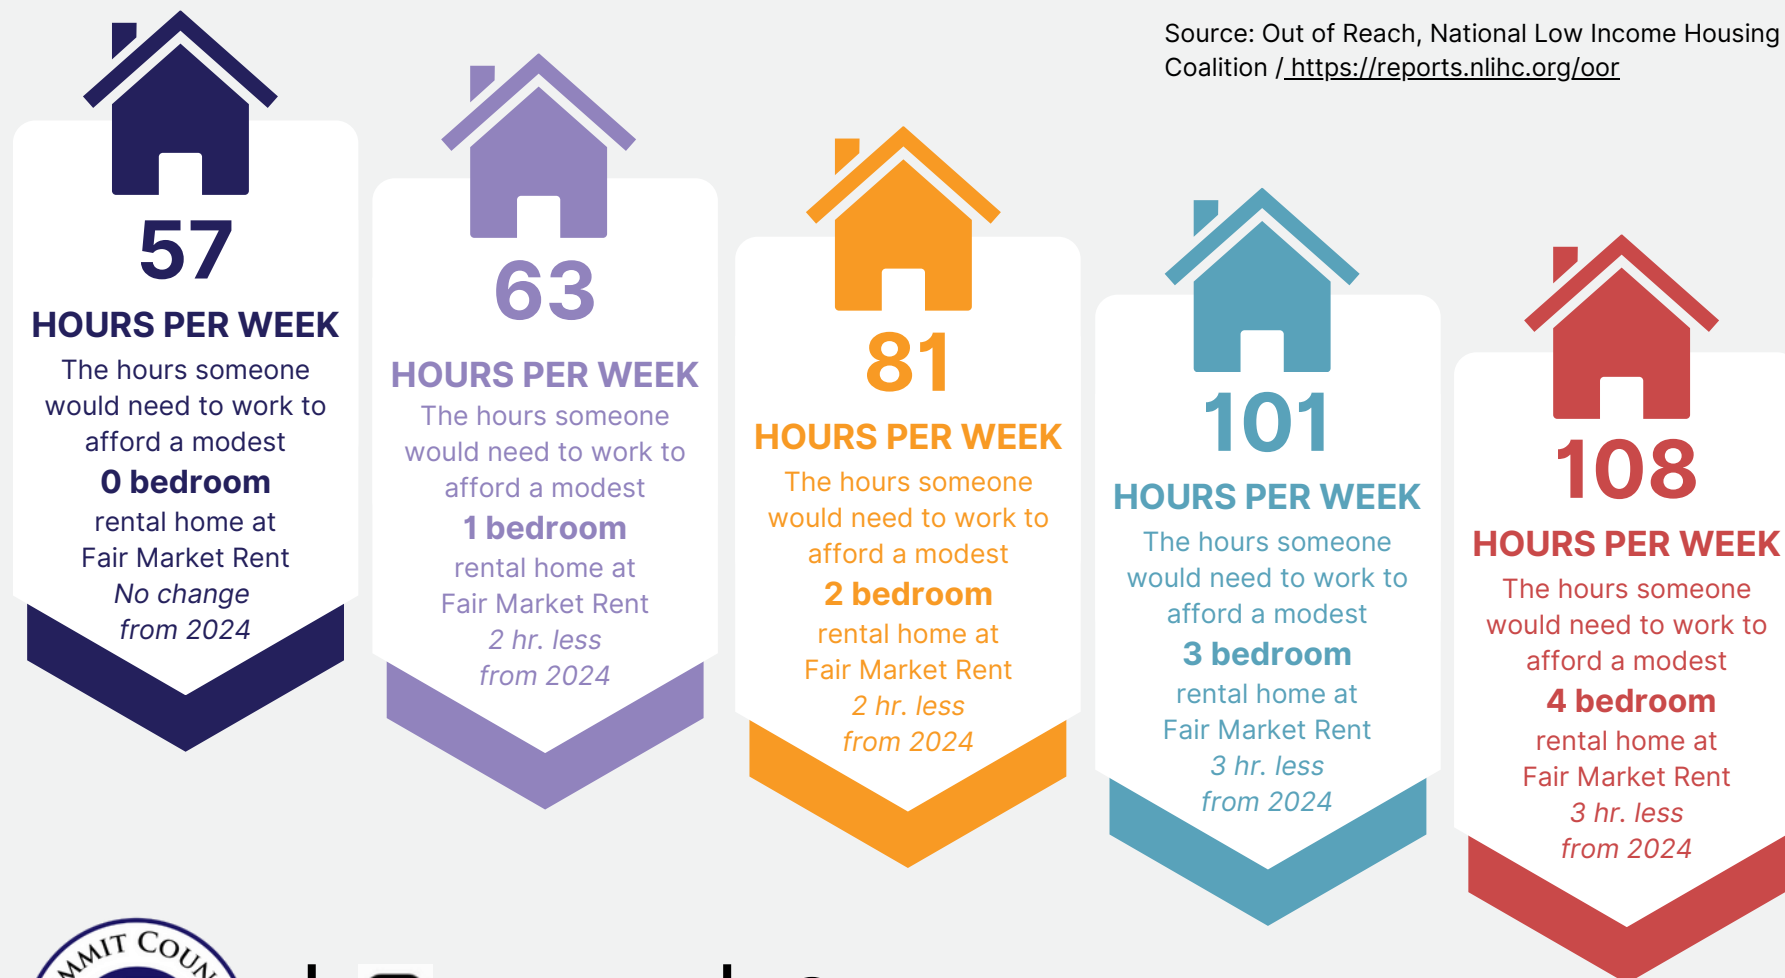 Source: Out of Reach, National Low Income Housing
Coalition / https://reports.nlihc.org/oor
57
HOURS PER WEEK
The hours someone
would need to work to
afford a modest
0 bedroom
rental home at
Fair Market Rent
No change
from 2024
63
HOURS PER WEEK
The hours someone
would need to work to
afford a modest
1 bedroom
rental home at
Fair Market Rent
2 hr. less
from 2024
81
HOURS PER WEEK
The hours someone
would need to work to
afford a modest
2 bedroom
rental home at
Fair Market Rent
2 hr. less
from 2024
101
HOURS PER WEEK
The hours someone
would need to work to
afford a modest
3 bedroom
rental home at
Fair Market Rent
3 hr. less
from 2024
108
HOURS PER WEEK
The hours someone
would need to work to
afford a modest
4 bedroom
rental home at
Fair Market Rent
3 hr. less
from 2024